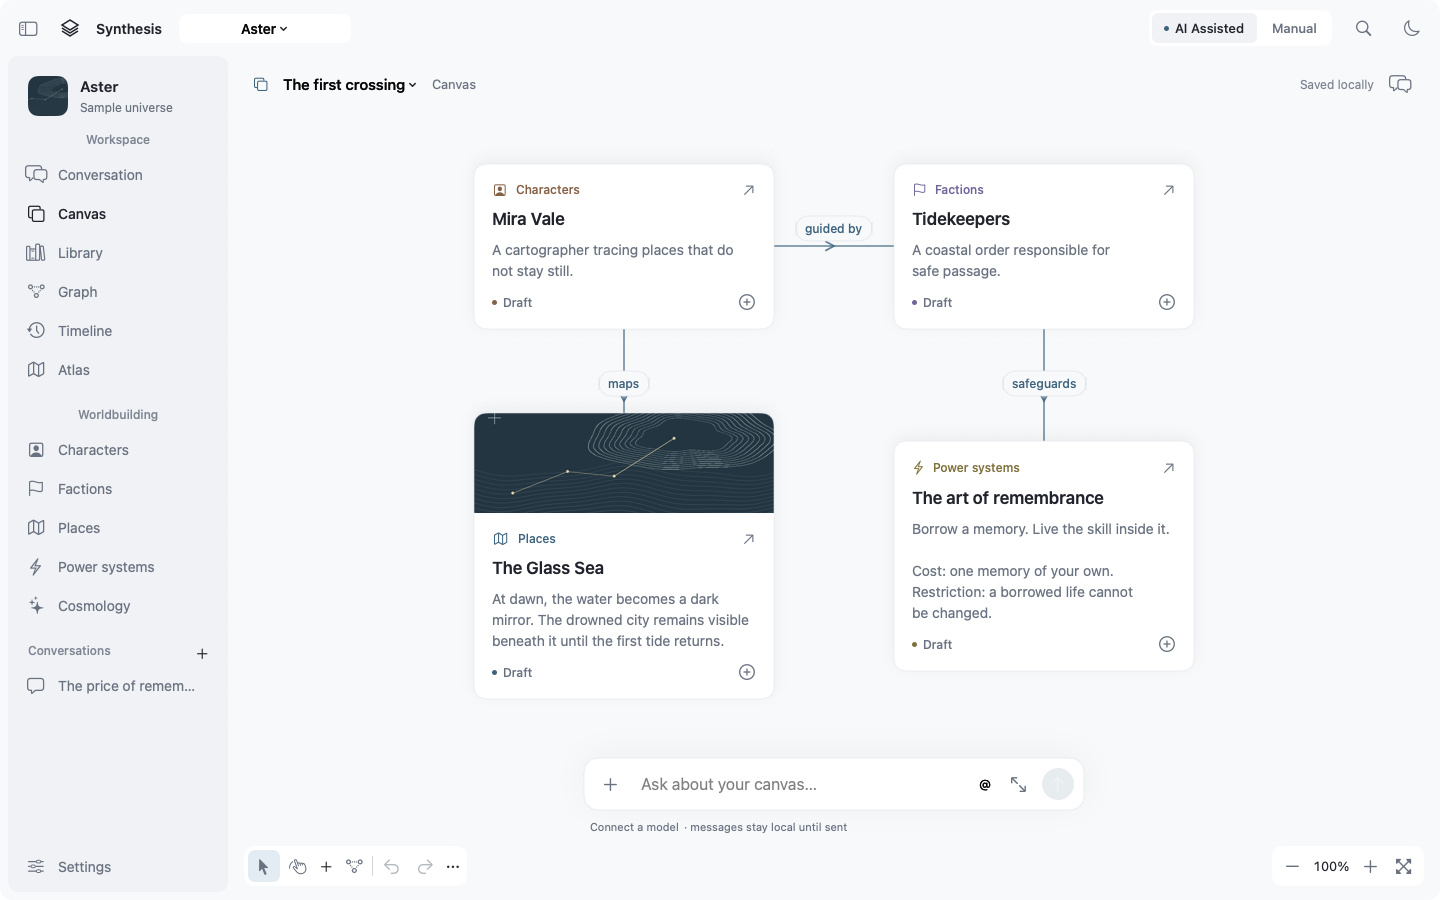 Synthesis
Aster
AI Assisted
Manual
Aster
Sample universe
Workspace
Conversation
Canvas
Library
Graph
Timeline
Atlas
Worldbuilding
Characters
Factions
Places
Power systems
Cosmology
Conversations
The price of remem...
Settings
The first crossing
Canvas
Saved locally
Characters
Mira Vale
A cartographer tracing places that do
not stay still.
Draft
guided by
Factions
Tidekeepers
A coastal order responsible for
safe passage.
Draft
maps
safeguards
Places
The Glass Sea
At dawn, the water becomes a dark
mirror. The drowned city remains visible
beneath it until the first tide returns.
Draft
Power systems
The art of remembrance
Borrow a memory. Live the skill inside it.
Cost: one memory of your own.
Restriction: a borrowed life cannot
be changed.
Draft
Ask about your canvas...
@
Connect a model · messages stay local until sent
100%